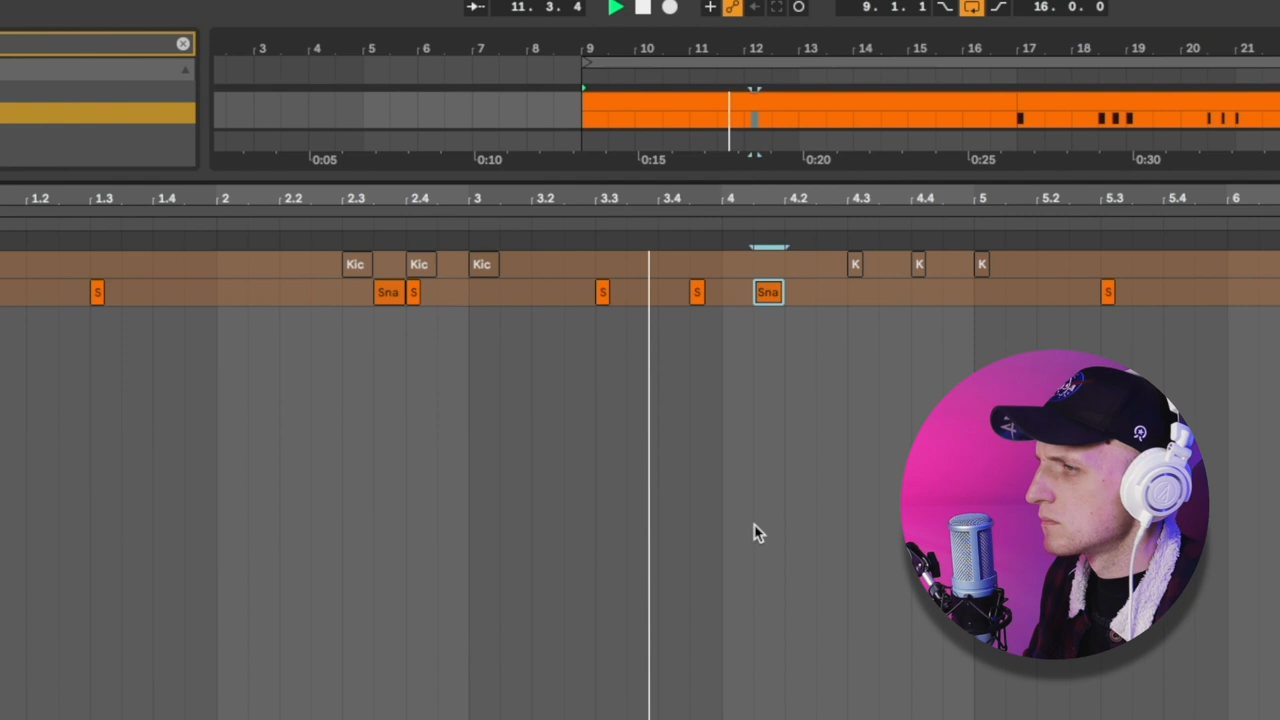 11. 3. 4 9. 1. 1 16. 0. 0
3 4 5 6 7 8 9 10 11 12 13 14 15 16 17 18 19 20 21
0:05 0:10 0:15 0:20 0:25 0:30
1.2 1.3 1.4 2 2.2 2.3 2.4 3 3.2 3.3 3.4 4 4.2 4.3 4.4 5 5.2 5.3 5.4 6
Kic Kic Kic K K K
S Sna S S S Sna S